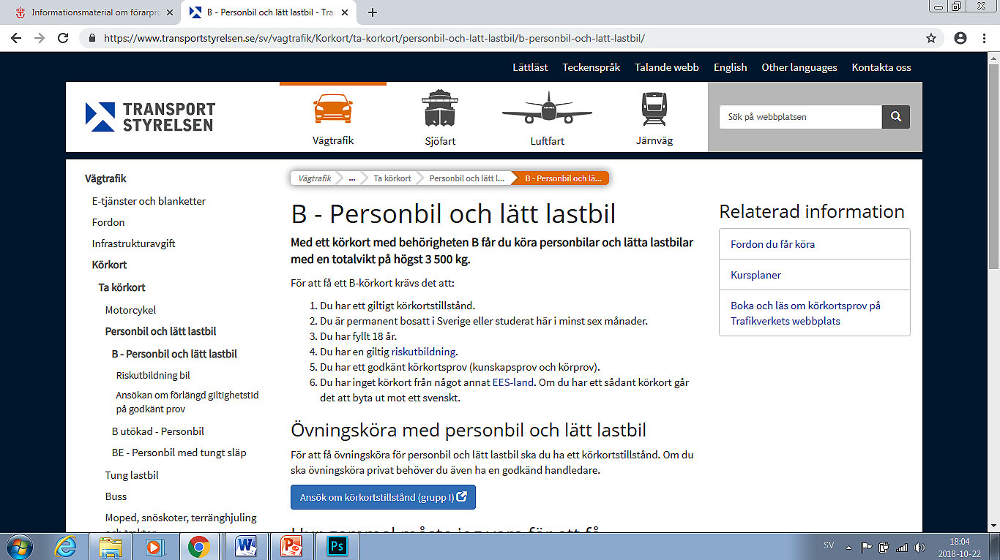 Informationsmaterial om förarpro
B - Personbil och lätt lastbil - Tra
https://www.transportstyrelsen.se/sv/vagtrafik/Korkort/ta-korkort/personbil-och-latt-lastbil/b-personbil-och-latt-lastbil/
Lättläst Teckenspråk Talande webb English Other languages Kontakta oss
TRANSPORT
STYRELSEN
Vägtrafik
Sjöfart
Luftfart
Järnväg
Sök på webbplatsen
Vägtrafik
E-tjänster och blanketter
Fordon
Infrastrukturavgift
Körkort
Ta körkort
Motorcykel
Personbil och lätt lastbil
B - Personbil och lätt lastbil
Riskutbildning bil
Ansökan om förlängd giltighetstid
på godkänt prov
B utökad - Personbil
BE - Personbil med tungt släp
Tung lastbil
Buss
Moped, snöskoter, terränghjuling
och traktor
Vägtrafik ... Ta körkort Personbil och lätt l... B - Personbil och lä...
B - Personbil och lätt lastbil
Med ett körkort med behörigheten B får du köra personbilar och lätta lastbilar
med en totalvikt på högst 3 500 kg.
För att få ett B-körkort krävs det att:
1. Du har ett giltigt körkortstillstånd.
2. Du är permanent bosatt i Sverige eller studerat här i minst sex månader.
3. Du har fyllt 18 år.
4. Du har en giltig riskutbildning.
5. Du har ett godkänt körkortsprov (kunskapsprov och körprov).
6. Du har inget körkort från något annat EES-land. Om du har ett sådant körkort går
det att byta ut mot ett svenskt.
Övningsköra med personbil och lätt lastbil
För att få övningsköra för personbil och lätt lastbil ska du ha ett körkortstillstånd. Om du
ska övningsköra privat behöver du även ha en godkänd handledare.
Ansök om körkortstillstånd (grupp I)
Hur gammal måste jag vara för att få
Relaterad information
Fordon du får köra
Kursplaner
Boka och läs om körkortsprov på
Trafikverkets webbplats
W
P
Ps
SV
18:04
2018-10-22